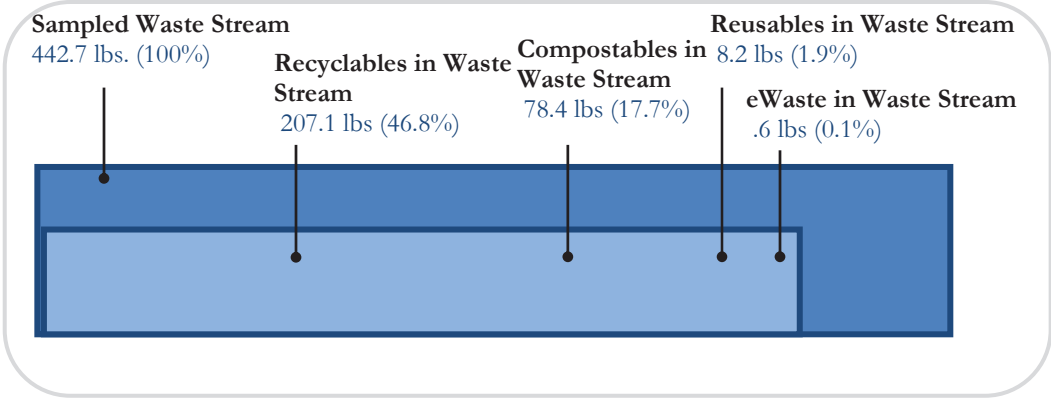 Sampled Waste Stream
442.7 lbs. (100%)
Recyclables in Waste
Stream
207.1 lbs (46.8%)
Compostables in
Waste Stream
78.4 lbs (17.7%)
Reusables in Waste Stream
8.2 lbs (1.9%)
eWaste in Waste Stream
.6 lbs (0.1%)